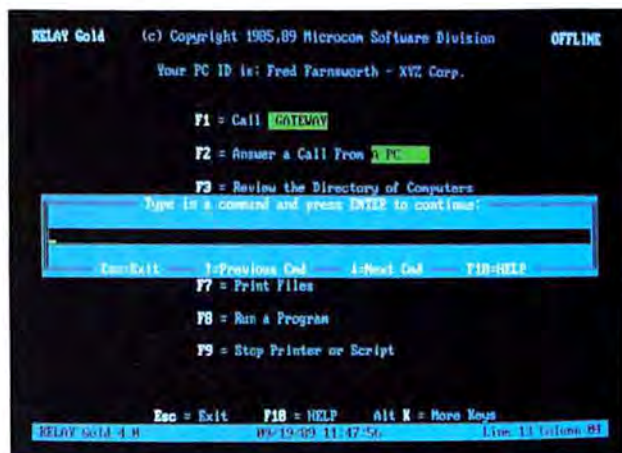 RELAY Gold (c) Copyright 1985,89 Microcom Software Division OFFLINE
Your PC ID is: Fred Farnsworth - XYZ Corp.
F1 = Call GATEWAY
F2 = Answer a Call From A PC
F3 = Review the Directory of Computers
Type in a command and press ENTER to continue:
Esc=Exit ↑=Previous Cmd ↓=Next Cmd F10=HELP
F7 = Print Files
F8 = Run a Program
F9 = Stop Printer or Script
Esc = Exit F10 = HELP Alt K = More Keys
RELAY Gold 4.0 09/19/89 11:47:56 Line 13 Column 04